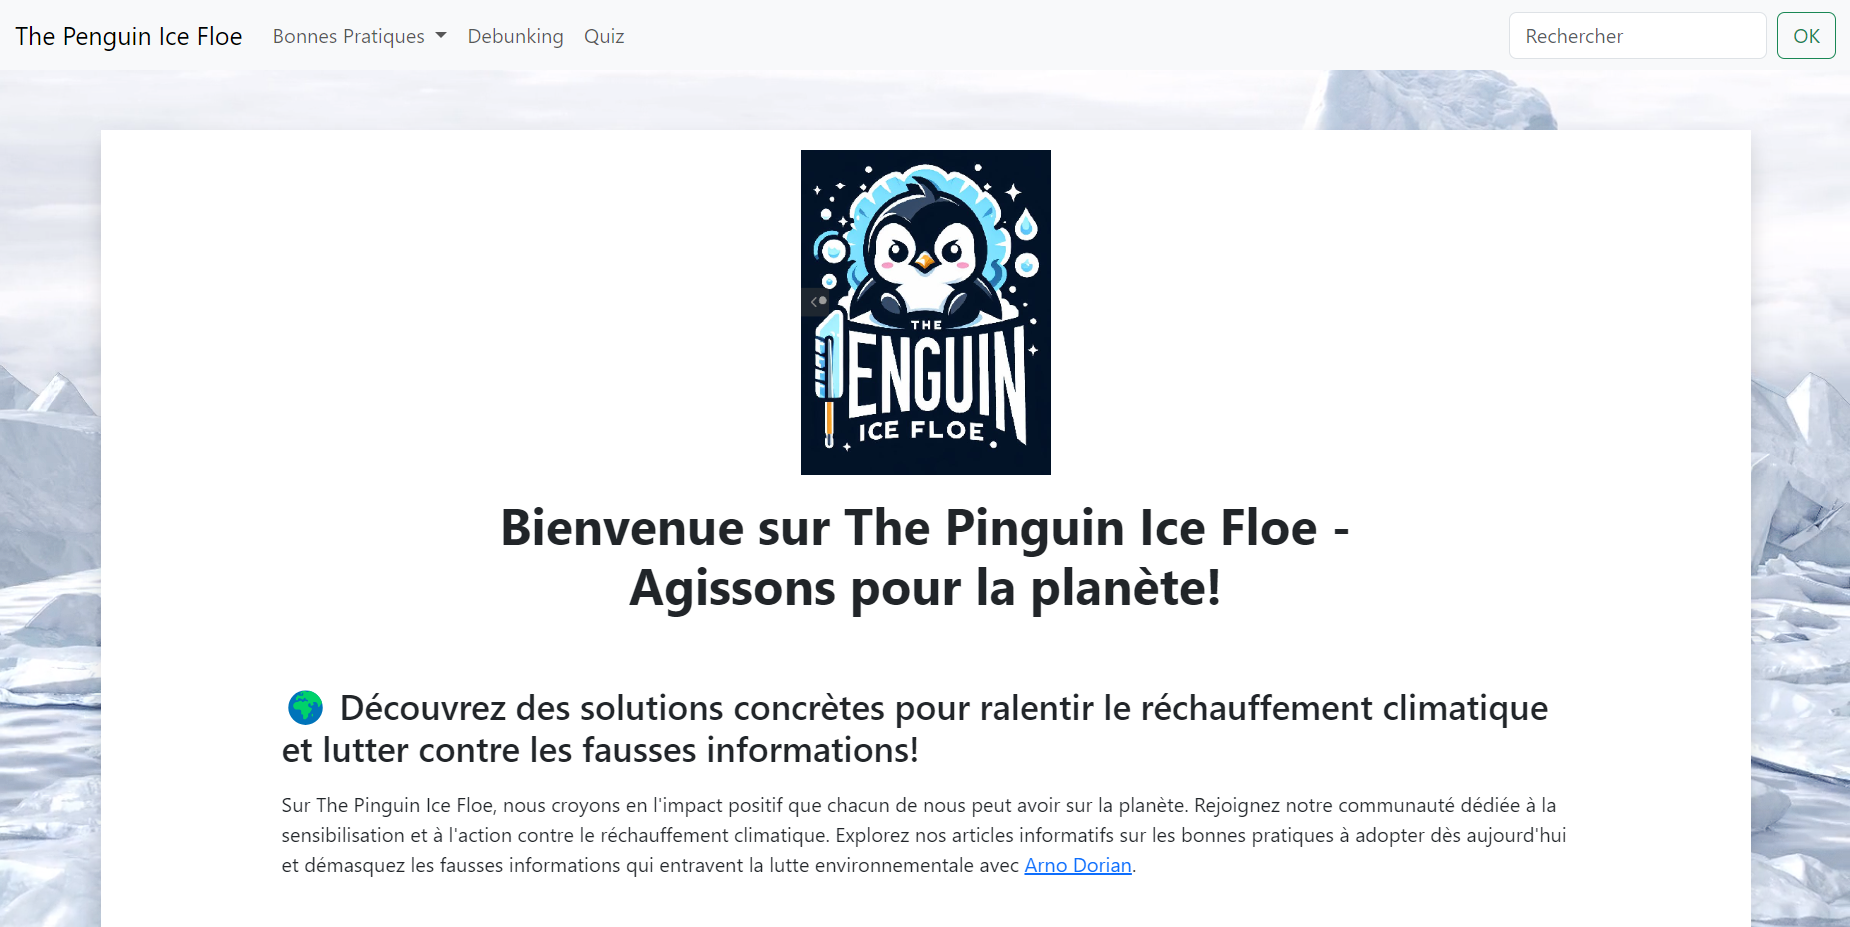 The Penguin Ice Floe Bonnes Pratiques Debunking Quiz Rechercher OK
THE
ENGUIN
ICE FLOE
Bienvenue sur The Pinguin Ice Floe -
Agissons pour la planète!
🌍 Découvrez des solutions concrètes pour ralentir le réchauffement climatique
et lutter contre les fausses informations!
Sur The Pinguin Ice Floe, nous croyons en l'impact positif que chacun de nous peut avoir sur la planète. Rejoignez notre communauté dédiée à la
sensibilisation et à l'action contre le réchauffement climatique. Explorez nos articles informatifs sur les bonnes pratiques à adopter dès aujourd'hui
et démasquez les fausses informations qui entravent la lutte environnementale avec Arno Dorian.